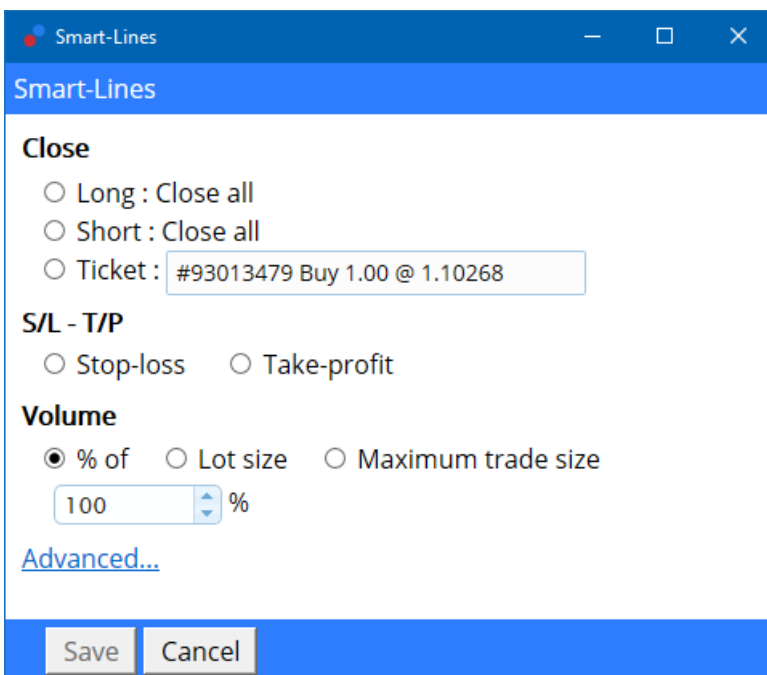 Smart-Lines
Smart-Lines
Close
Long : Close all
Short : Close all
Ticket : #93013479 Buy 1.00 @ 1.10268
S/L - T/P
Stop-loss Take-profit
Volume
% of Lot size Maximum trade size
100 %
Advanced...
Save Cancel